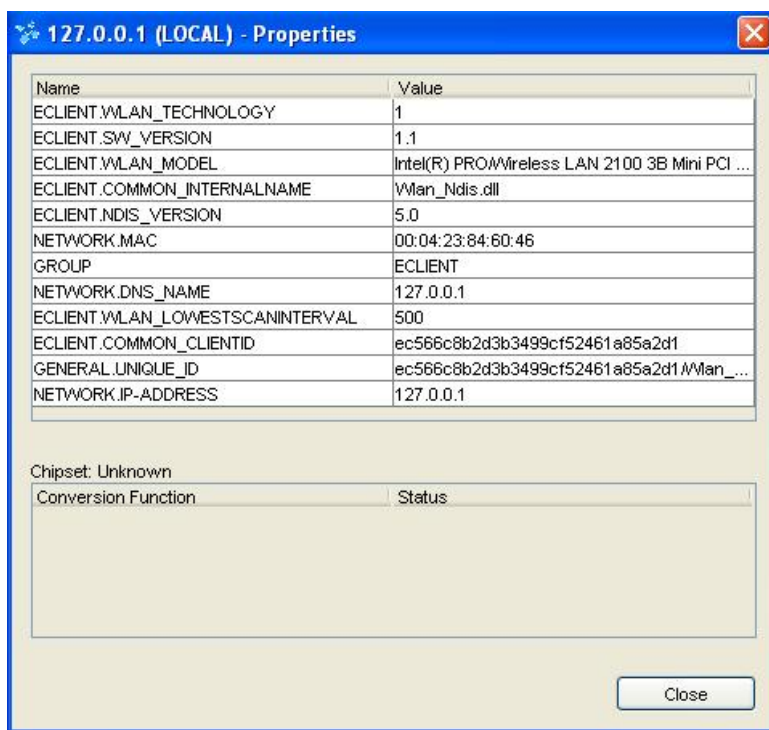 127.0.0.1 (LOCAL) - Properties
Name Value
ECLIENT.WLAN_TECHNOLOGY 1
ECLIENT.SW_VERSION 1.1
ECLIENT.WLAN_MODEL Intel(R) PRO/Wireless LAN 2100 3B Mini PCI ...
ECLIENT.COMMON_INTERNALNAME Wlan_Ndis.dll
ECLIENT.NDIS_VERSION 5.0
NETWORK.MAC 00:04:23:84:60:46
GROUP ECLIENT
NETWORK.DNS_NAME 127.0.0.1
ECLIENT.WLAN_LOWESTSCANINTERVAL 500
ECLIENT.COMMON_CLIENTID ec566c8b2d3b3499cf52461a85a2d1
GENERAL.UNIQUE_ID ec566c8b2d3b3499cf52461a85a2d1/Wlan_...
NETWORK.IP-ADDRESS 127.0.0.1
Chipset: Unknown
Conversion Function Status
Close